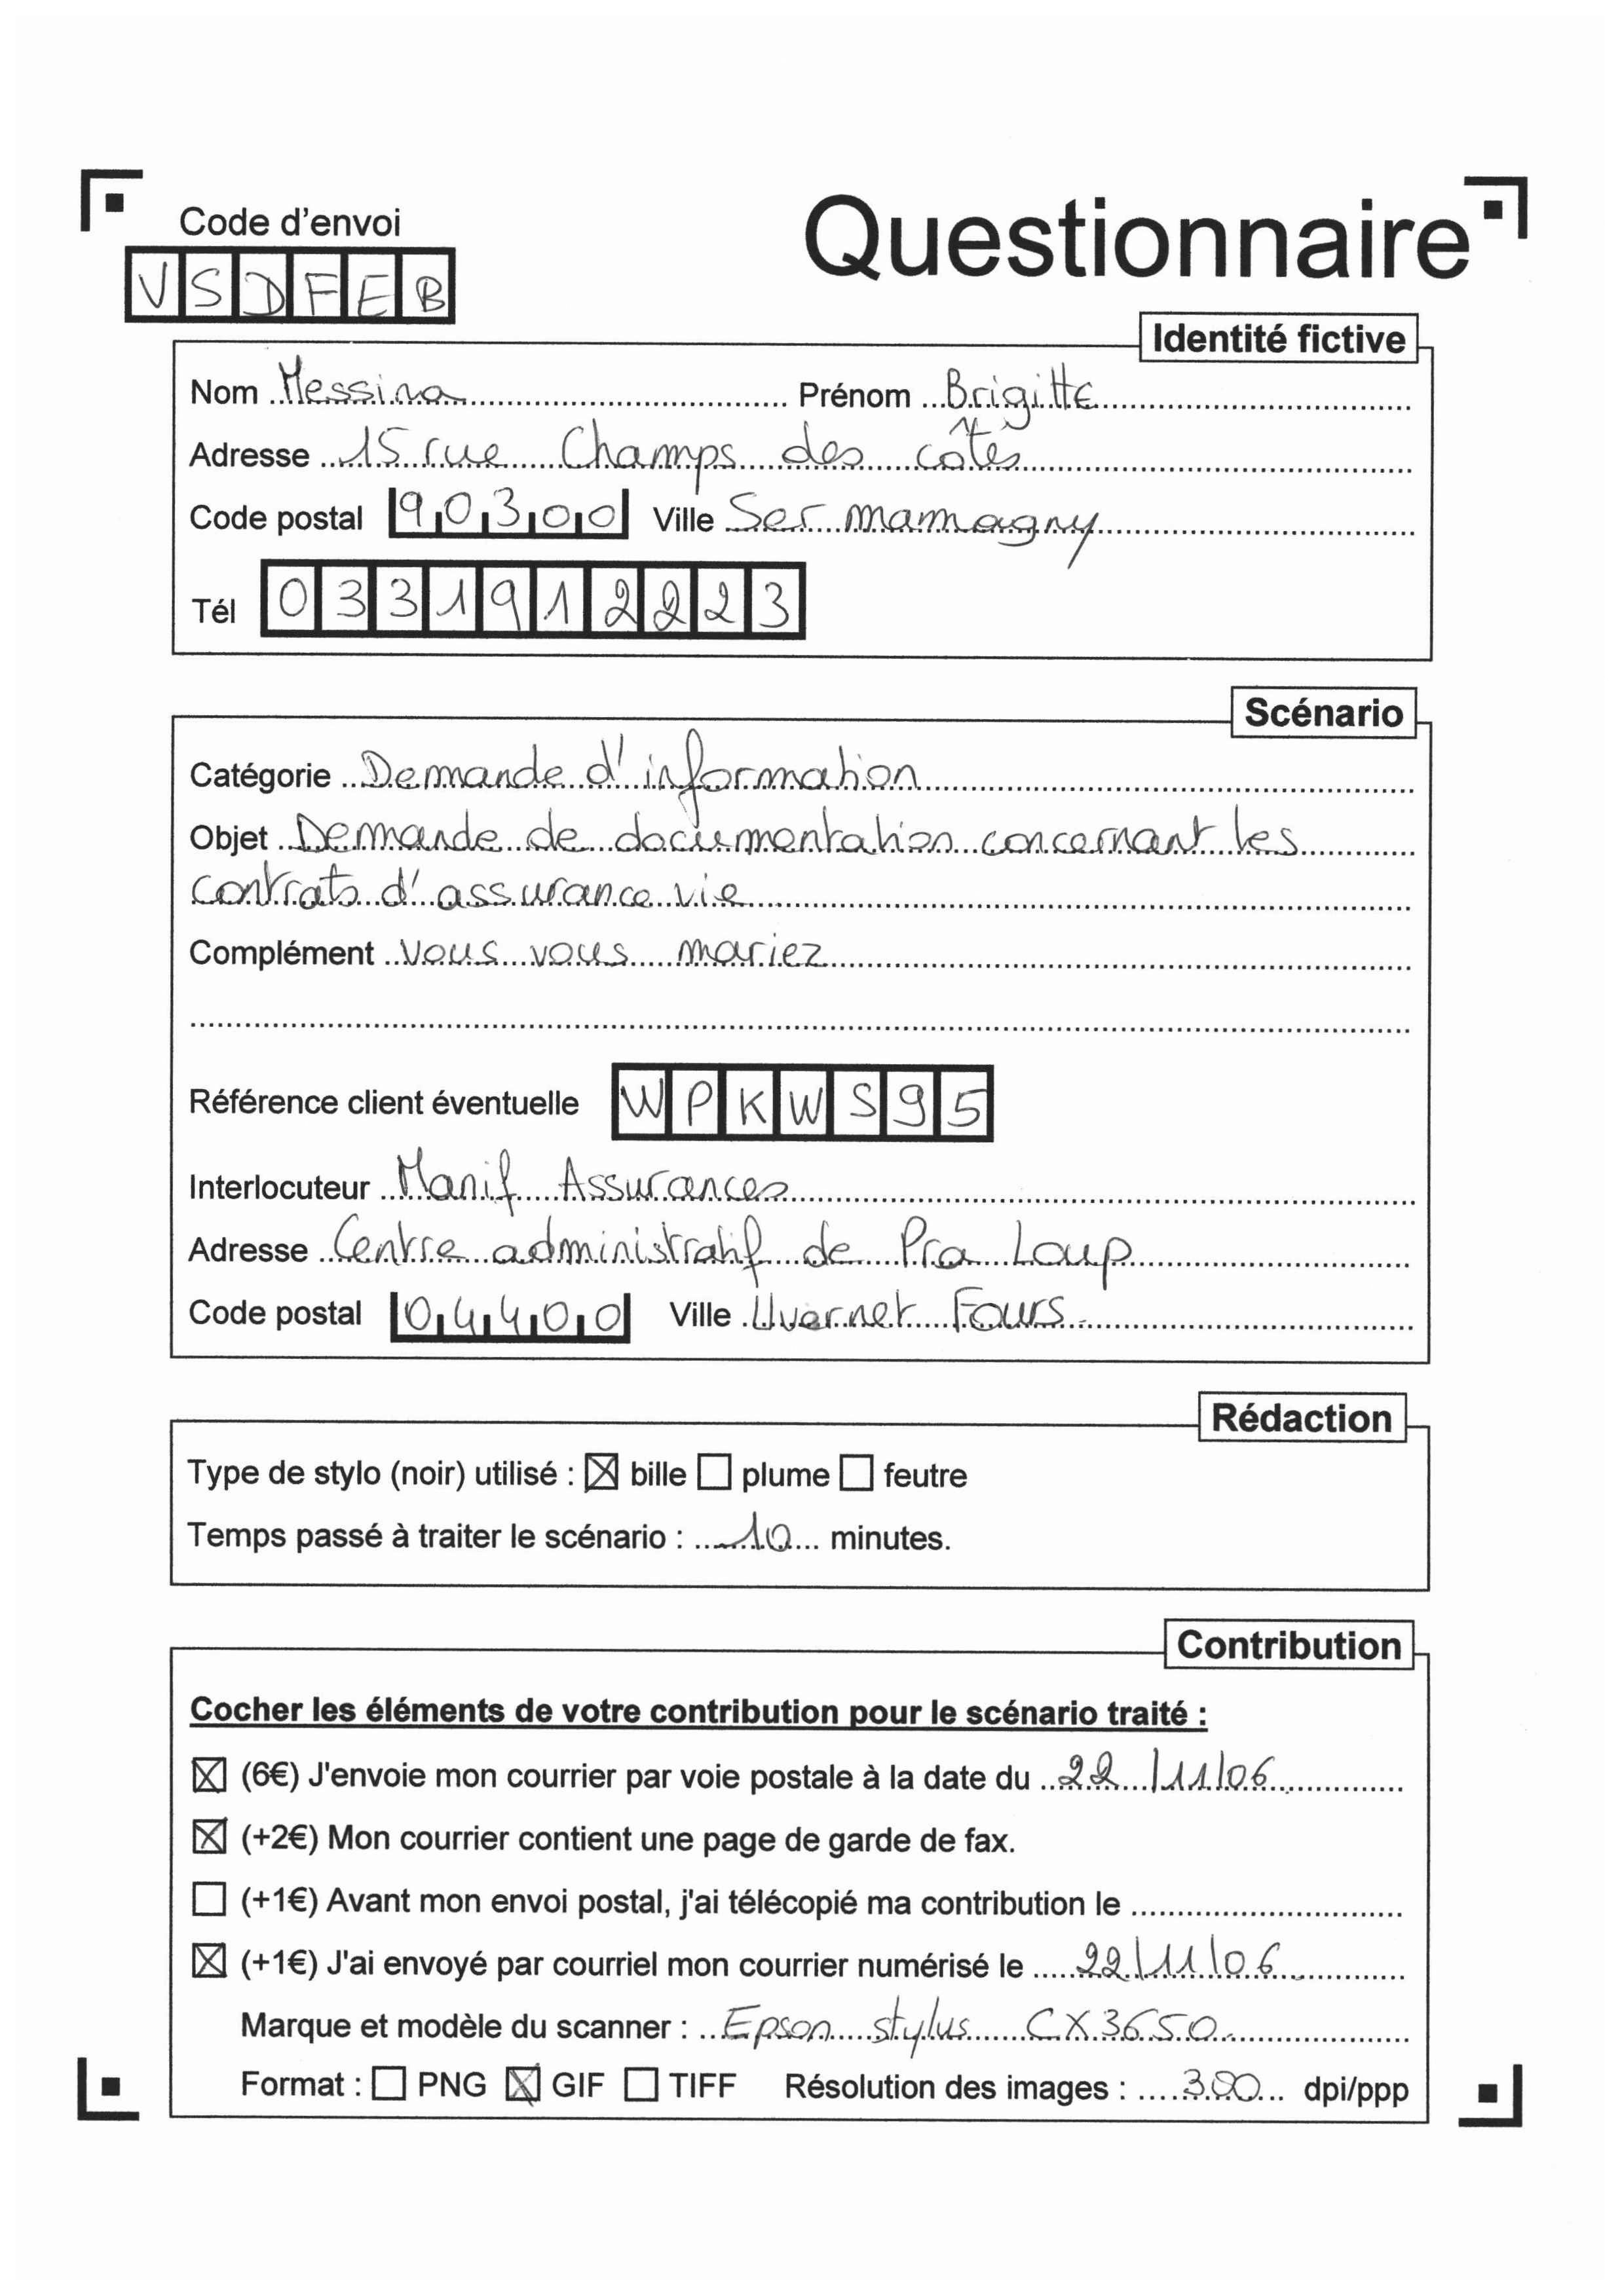 Code d'envoi
Questionnaire
VSDFEB
Identité fictive
Nom Messina Prénom Brigitte
Adresse 15 rue Champs des côtes
Code postal 90300 Ville Sermamagny
Tél 0331912223
Scénario
Catégorie Demande d'information
Objet Demande de documentation concernant les
contrats d'assurance vie
Complément Vous vous mariez
Référence client éventuelle WPKWS95
Interlocuteur Manif Assurances
Adresse Centre administratif de Pra Loup
Code postal 04400 Ville Uvernet Fours
Rédaction
Type de stylo (noir) utilisé : ☒ bille ☐ plume ☐ feutre
Temps passé à traiter le scénario : 10 minutes.
Contribution
Cocher les éléments de votre contribution pour le scénario traité :
☒ (6€) J'envoie mon courrier par voie postale à la date du 22/11/06
☒ (+2€) Mon courrier contient une page de garde de fax.
☐ (+1€) Avant mon envoi postal, j'ai télécopié ma contribution le
☒ (+1€) J'ai envoyé par courriel mon courrier numérisé le 22/11/06
Marque et modèle du scanner : Epson stylus CX3650
Format : ☐ PNG ☒ GIF ☐ TIFF Résolution des images : 300 dpi/ppp